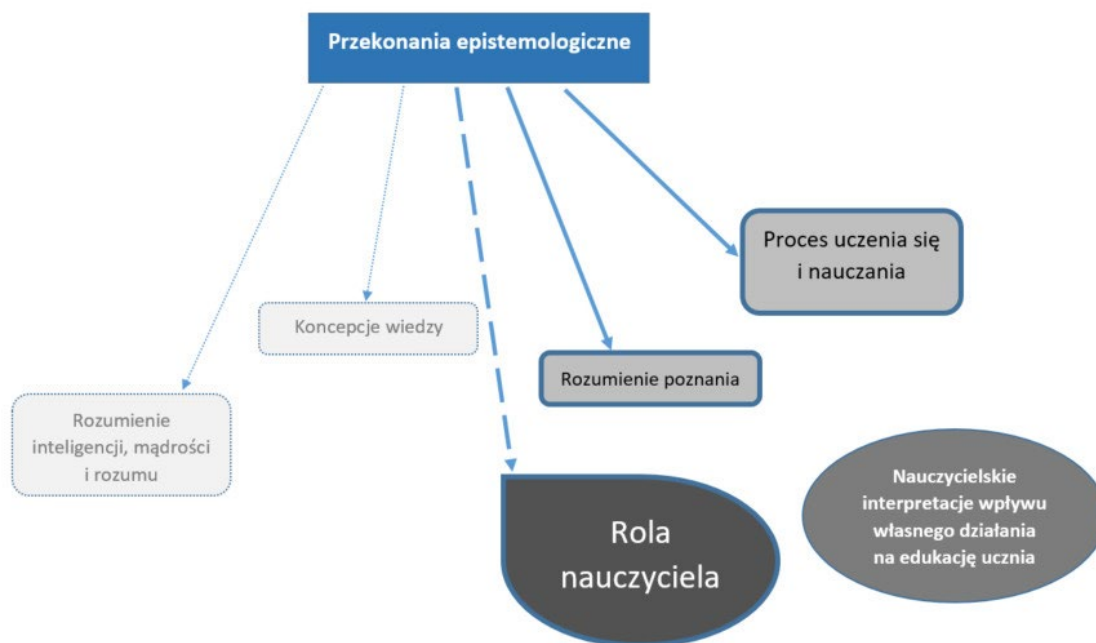 Przekonania epistemologiczne
Proces uczenia się
i nauczania
Koncepcje wiedzy
Rozumienie poznania
Rozumienie
inteligencji, mądrości
i rozumu
Rola
nauczyciela
Nauczycielskie
interpretacje wpływu
własnego działania
na edukację ucznia